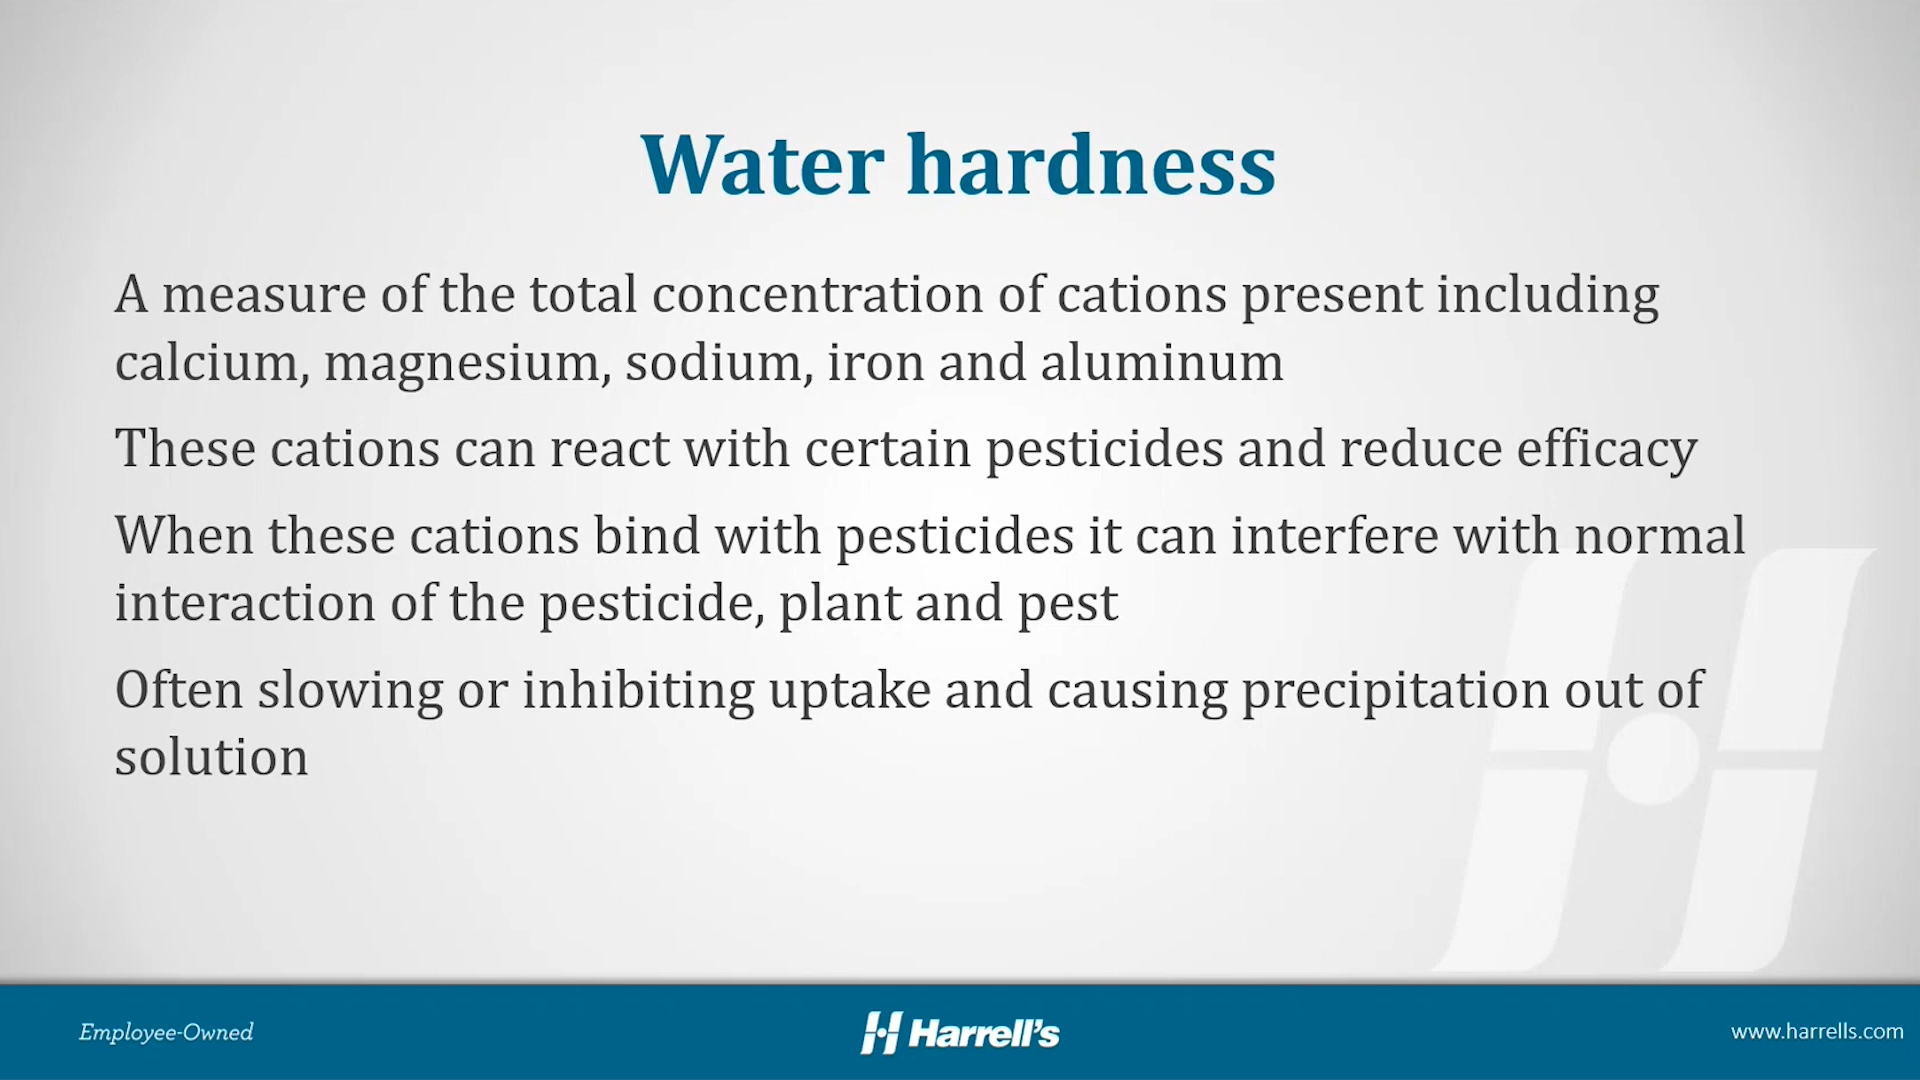 Water hardness
A measure of the total concentration of cations present including
calcium, magnesium, sodium, iron and aluminum
These cations can react with certain pesticides and reduce efficacy
When these cations bind with pesticides it can interfere with normal
interaction of the pesticide, plant and pest
Often slowing or inhibiting uptake and causing precipitation out of
solution
Employee-Owned
Harrell's
www.harrells.com